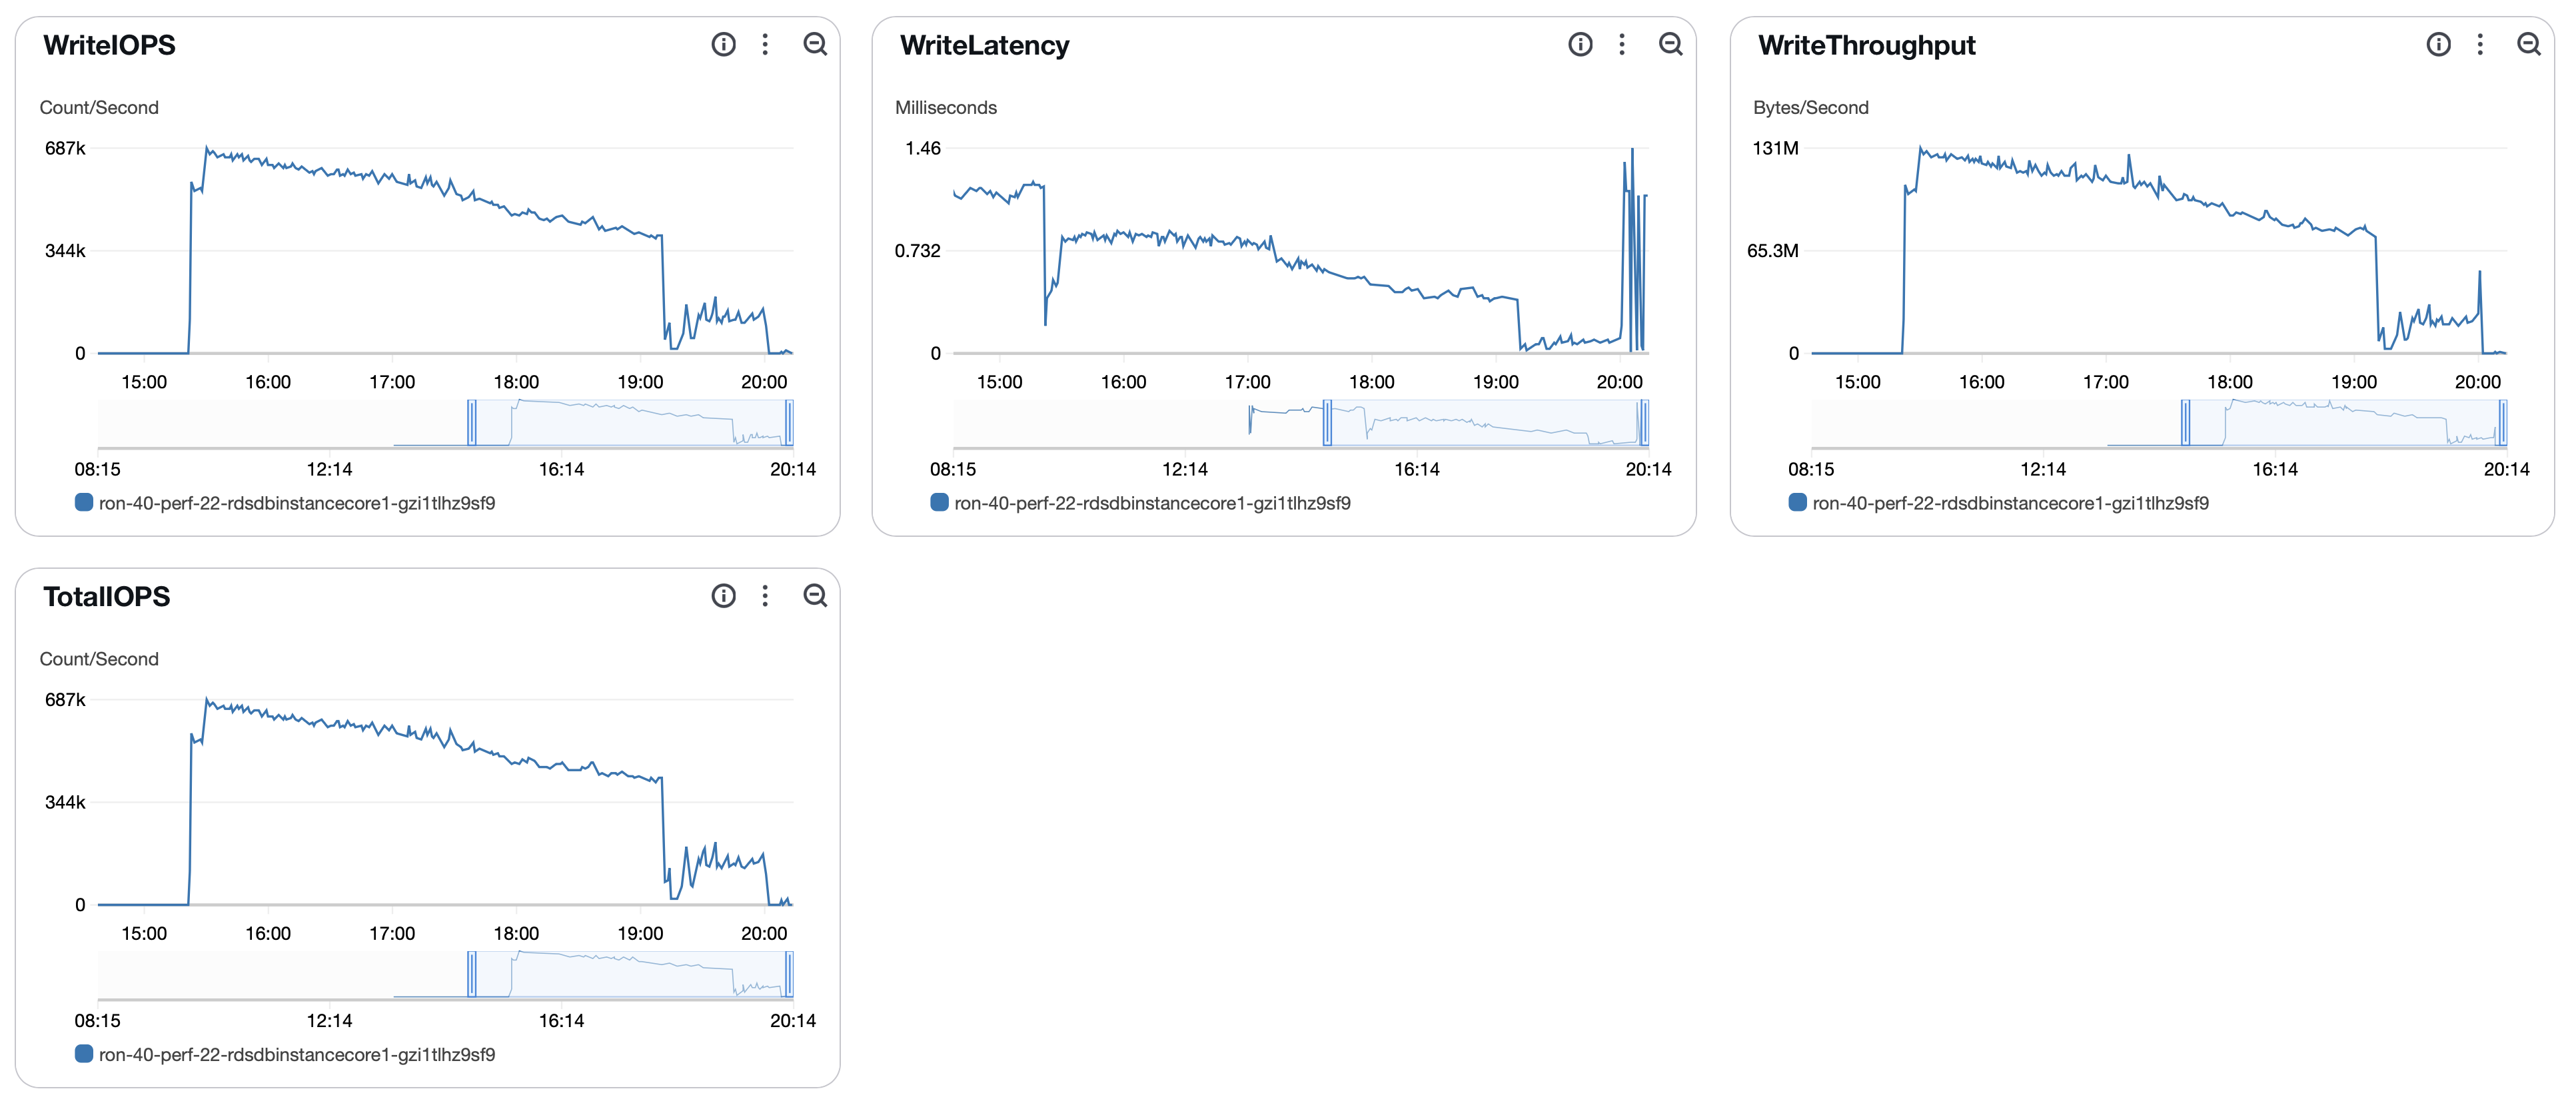 WriteIOPS
Count/Second
687k
344k
0
15:00 16:00 17:00 18:00 19:00 20:00
08:15 12:14 16:14 20:14
ron-40-perf-22-rdsdbinstancecore1-gzi1tlhz9sf9
WriteLatency
Milliseconds
1.46
0.732
0
15:00 16:00 17:00 18:00 19:00 20:00
08:15 12:14 16:14 20:14
ron-40-perf-22-rdsdbinstancecore1-gzi1tlhz9sf9
WriteThroughput
Bytes/Second
131M
65.3M
0
15:00 16:00 17:00 18:00 19:00 20:00
08:15 12:14 16:14 20:14
ron-40-perf-22-rdsdbinstancecore1-gzi1tlhz9sf9
TotalIOPS
Count/Second
687k
344k
0
15:00 16:00 17:00 18:00 19:00 20:00
08:15 12:14 16:14 20:14
ron-40-perf-22-rdsdbinstancecore1-gzi1tlhz9sf9